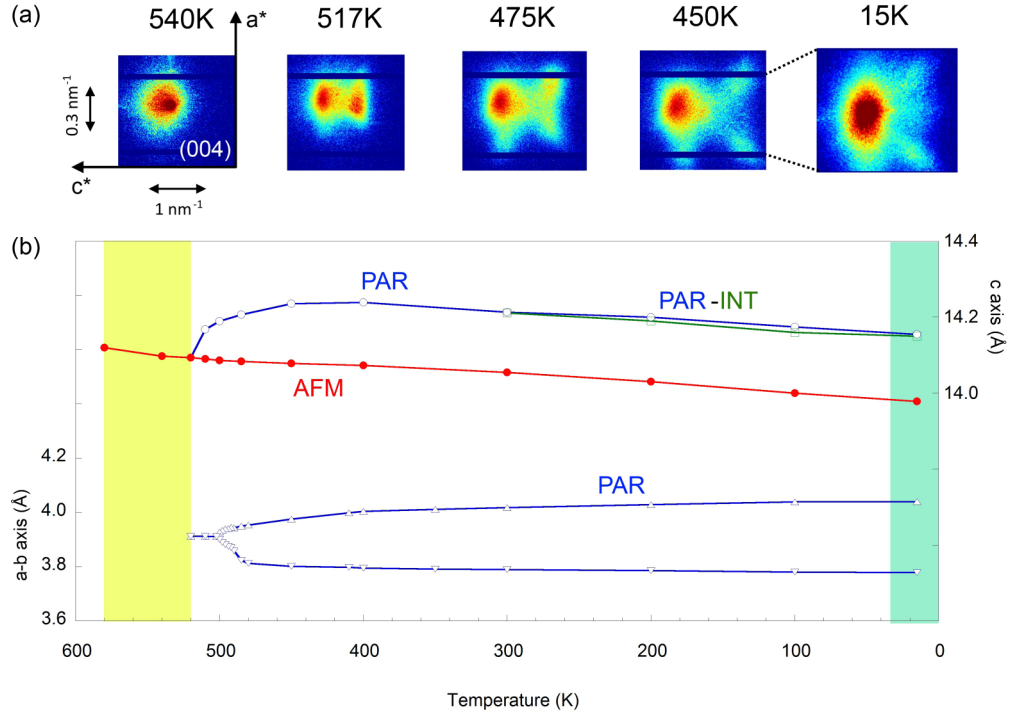 (a)
540K
517K
475K
450K
15K
a*
0.3 nm-1
(004)
c*
1 nm-1
(b)
14.4
PAR
PAR-INT
14.2
c axis (Å)
AFM
14.0
4.2
PAR
4.0
a-b axis (Å)
3.8
3.6
600 500 400 300 200 100 0
Temperature (K)